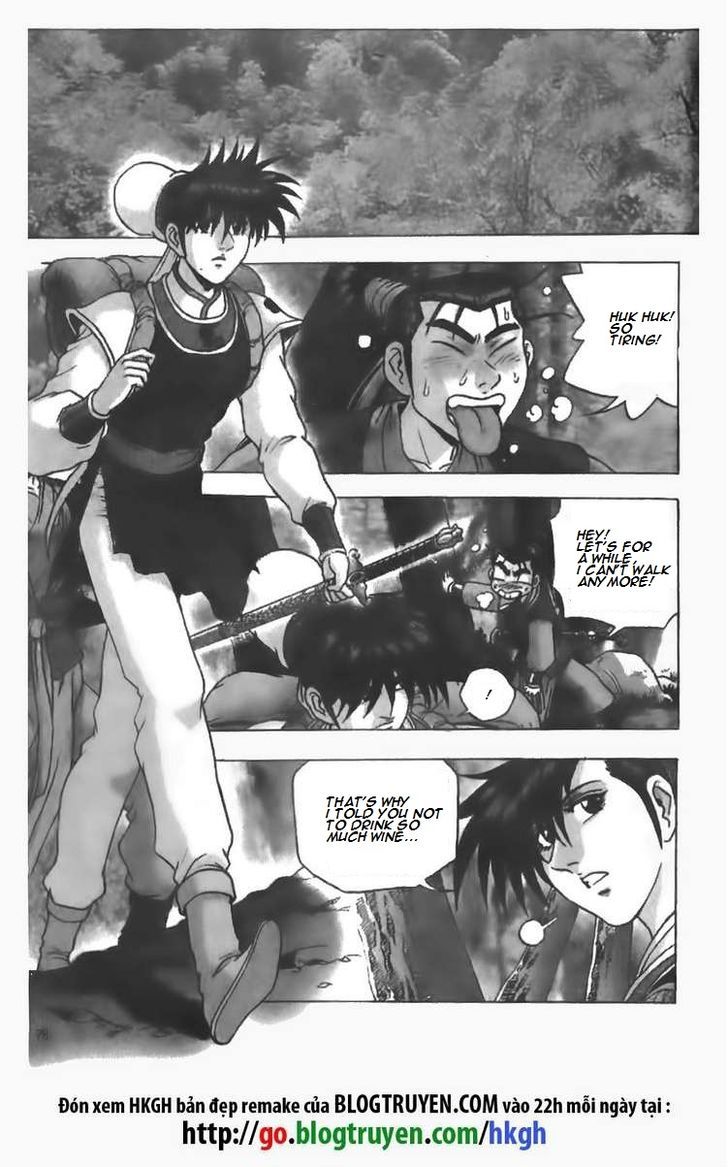 HUK HUK!
SO
TIRING!
HEY!
LET'S FOR
A WHILE,
I CAN'T WALK
ANYMORE!
!
THAT'S WHY
I TOLD YOU NOT
TO DRINK SO
MUCH WINE...
Đón xem HKGH bản đẹp remake của BLOGTRUYEN.COM vào 22h mỗi ngày tại :
http://go.blogtruyen.com/hkgh